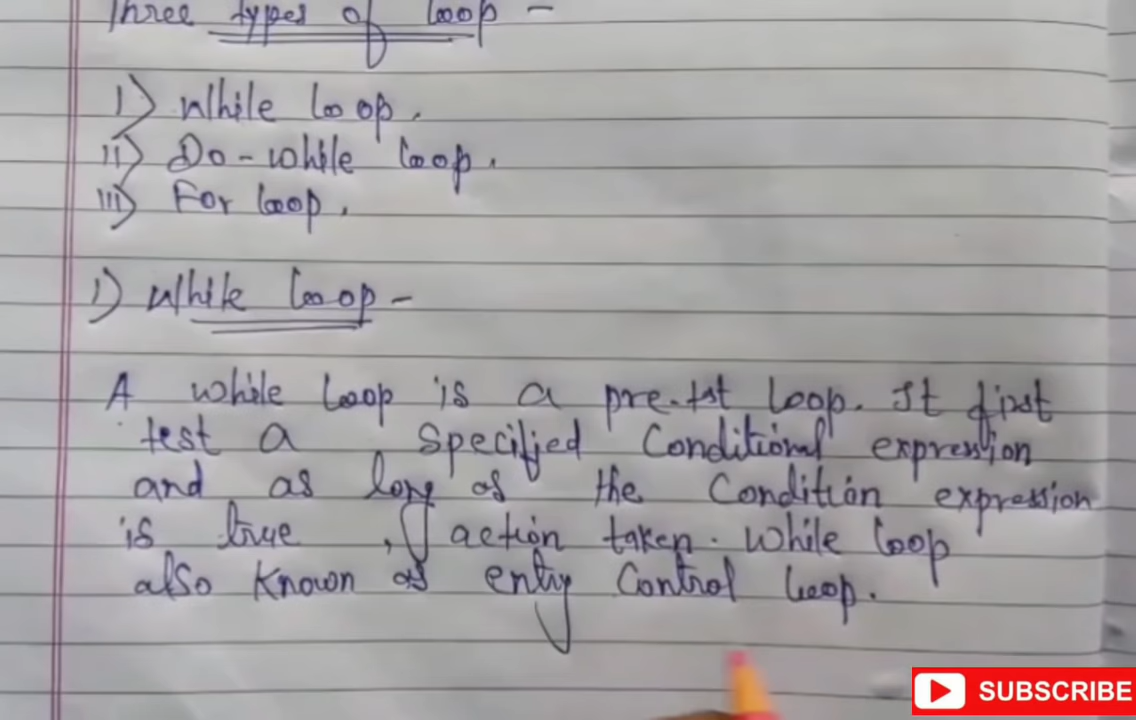 Three types of loop -
I) While loop.
II) Do-while loop.
III) For loop.
1) While loop -
A while loop is a pre-tst loop. It first
test a specified Conditional expression
and as long as the Condition expression
is true , action taken. While loop
also Known as entry Control loop.
SUBSCRIBE